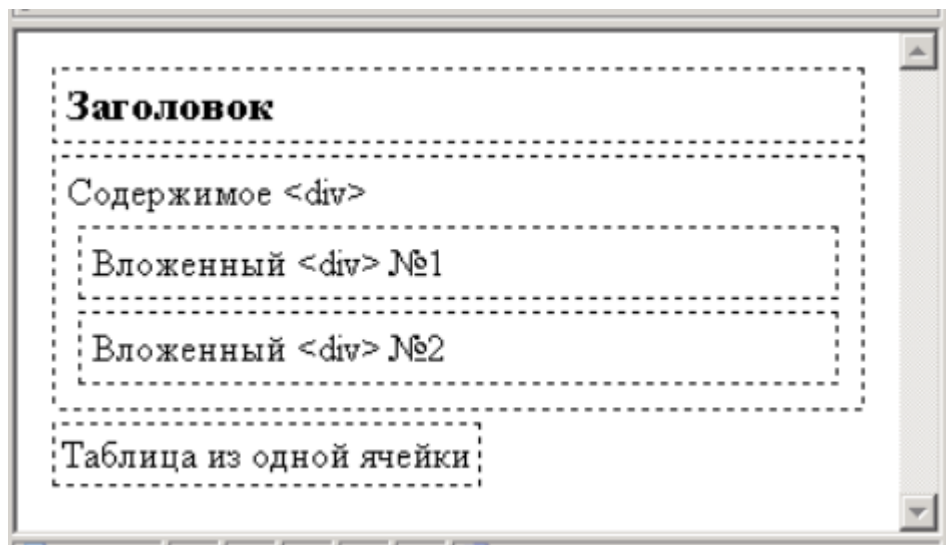 Заголовок
Содержимое <div>
Вложенный <div> №1
Вложенный <div> №2
Таблица из одной ячейки